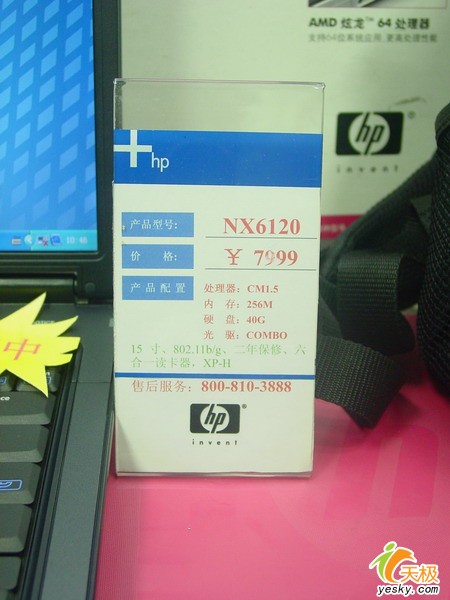 AMD 炫龙™ 64 处理器
支持64位系统应用 更高处理性能
hp
invent
hp
产品型号: NX6120
价 格: ￥ 7999
产品配置 处理器: CM1.5
内 存: 256M
硬 盘: 40G
光 驱: COMBO
15 寸、802.11b/g、二年保修、六
合一读卡器，XP-H
售后服务: 800-810-3888
hp
invent
10:46
中
天极
yesky.com